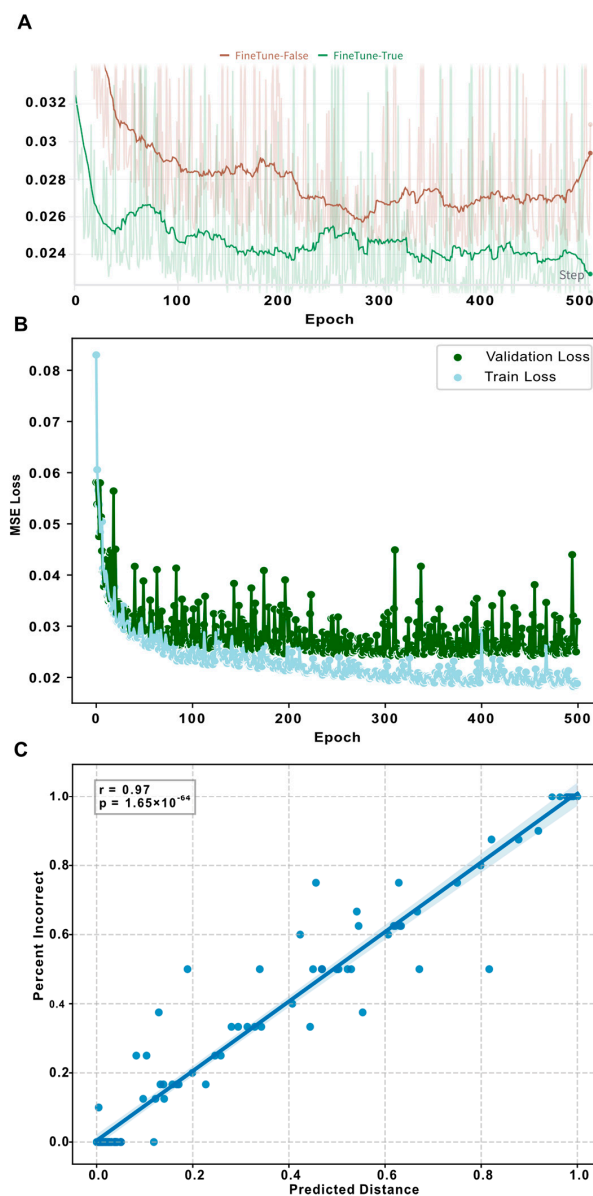 A
FineTune-False FineTune-True
0.032
0.03
0.028
0.026
0.024
Step
0 100 200 300 400 500
Epoch
B
Validation Loss
Train Loss
0.08
0.07
0.06
0.05
0.04
0.03
0.02
MSE Loss
0 100 200 300 400 500
Epoch
C
r = 0.97
p = 1.65×10⁻⁶⁴
1.0
0.8
0.6
0.4
0.2
0.0
Percent Incorrect
0.0 0.2 0.4 0.6 0.8 1.0
Predicted Distance